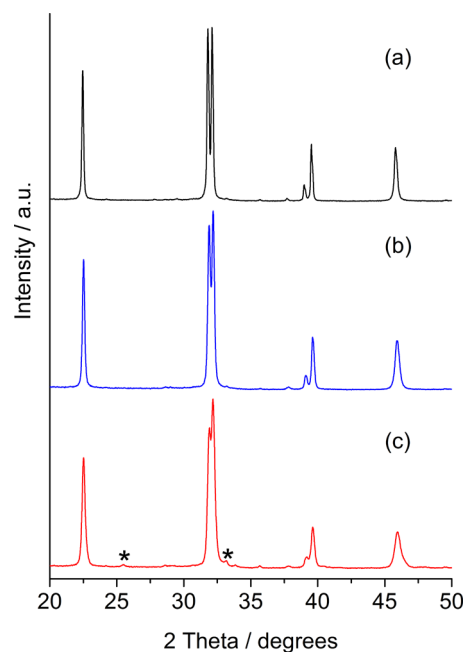 (a)
(b)
(c)
* *
Intensity / a.u.
20 25 30 35 40 45 50
2 Theta / degrees